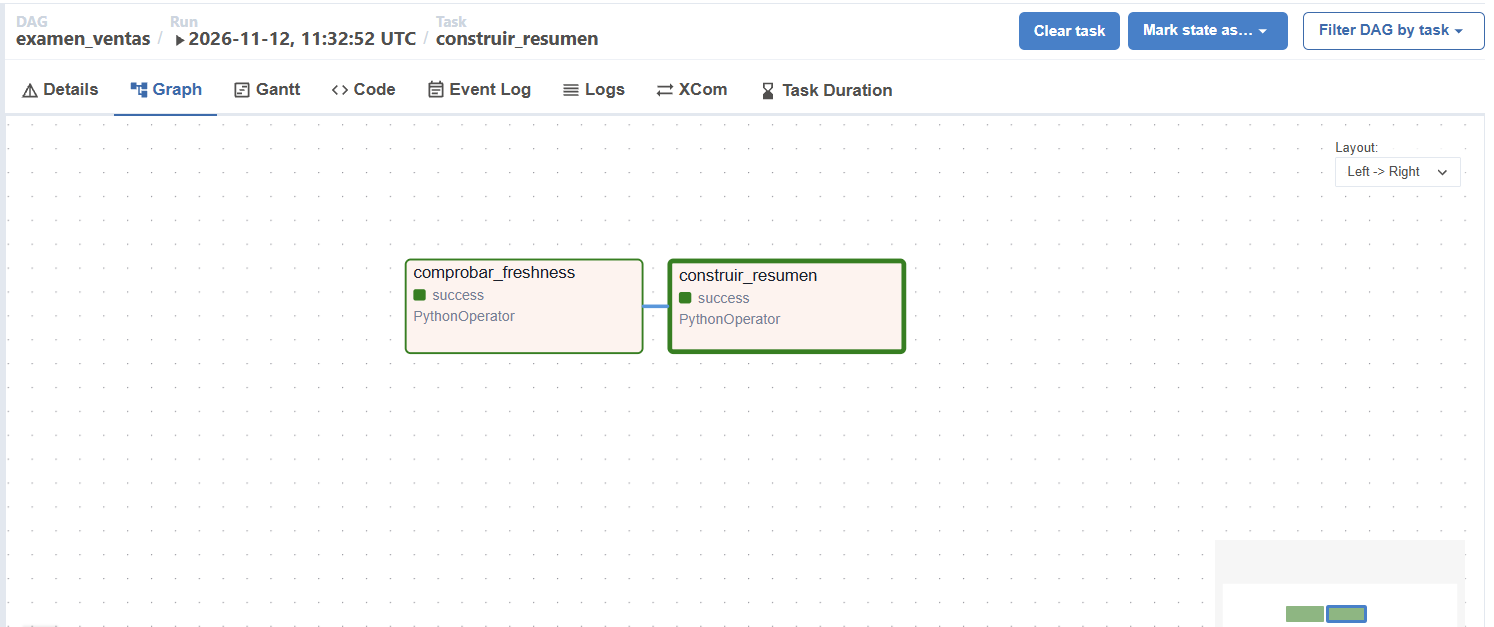 DAG Run Task
examen_ventas / 2026-11-12, 11:32:52 UTC / construir_resumen
Clear task Mark state as... Filter DAG by task
Details Graph Gantt <> Code Event Log Logs XCom Task Duration
Layout:
Left -> Right
comprobar_freshness
success
PythonOperator
construir_resumen
success
PythonOperator